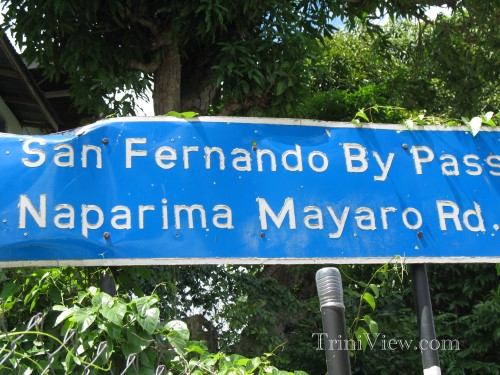 San Fernando By Pass
Naparima Mayaro Rd.
TriniView.com